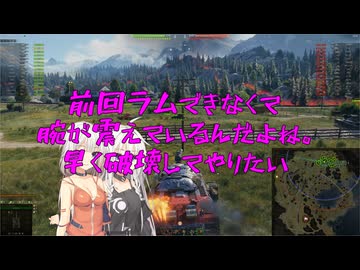 前回ラムできなくて
腕が震えているんだよね。
早く破壊してやりたい